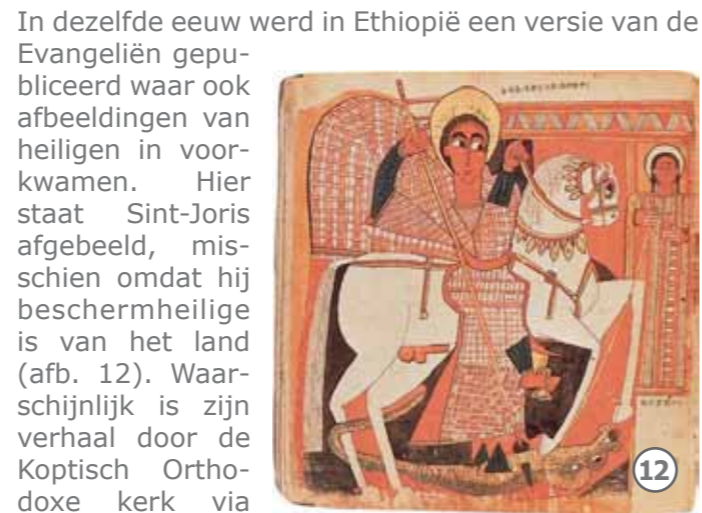 In dezelfde eeuw werd in Ethiopië een versie van de
Evangeliën gepu-
bliceerd waar ook
afbeeldingen van
heiligen in voor-
kwamen. Hier
staat Sint-Joris
afgebeeld, mis-
schien omdat hij
beschermheilige
is van het land
(afb. 12). Waar-
schijnlijk is zijn
verhaal door de
Koptisch Ortho-
doxe kerk via
12